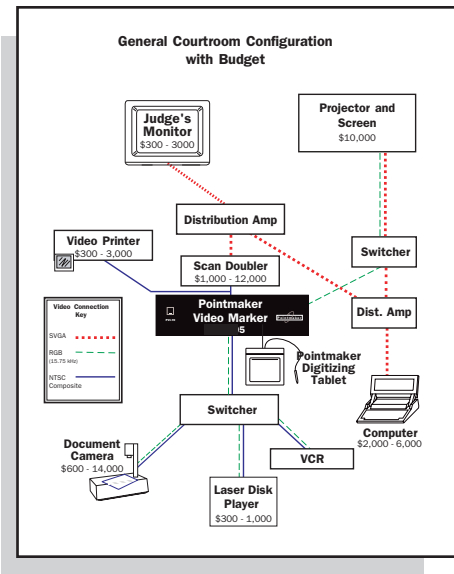 General Courtroom Configuration
with Budget
Judge's
Monitor
$300 - 3000
Projector and
Screen
$10,000
Distribution Amp
Video Printer
$300 - 3,000
Switcher
Scan Doubler
$1,000 - 12,000
Pointmaker
Video Marker
Dist. Amp
Video Connection
Key
SVGA
RGB
(15.75 kHz)
NTSC
Composite
Pointmaker
Digitizing
Tablet
Switcher
Computer
$2,000 - 6,000
Document
Camera
$600 - 14,000
VCR
Laser Disk
Player
$300 - 1,000